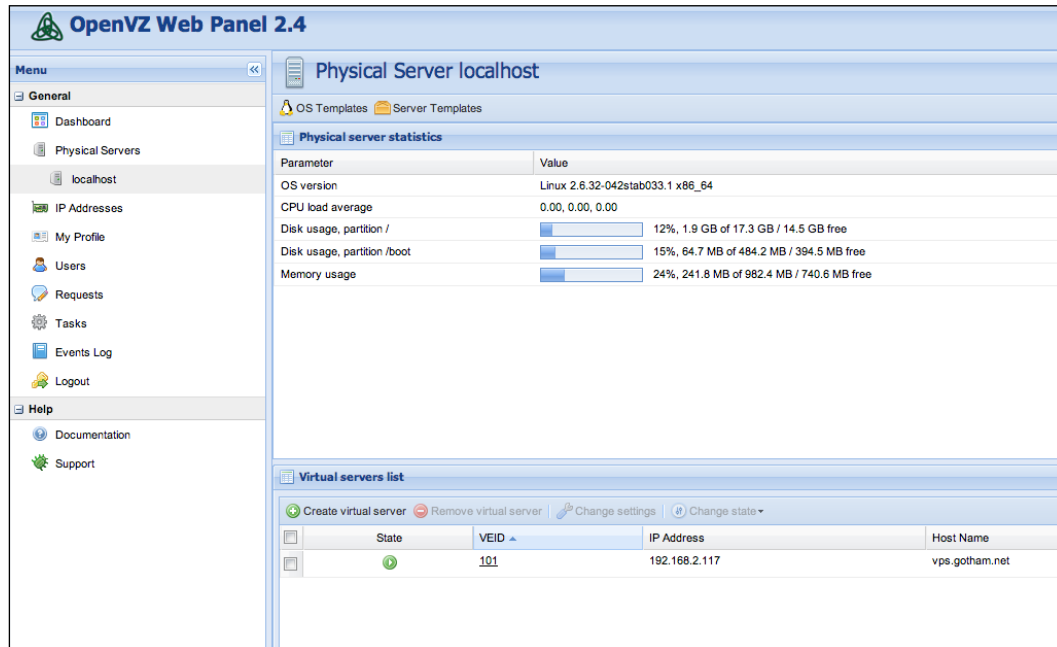 OpenVZ Web Panel 2.4
Menu
General
Dashboard
Physical Servers
localhost
IP Addresses
My Profile
Users
Requests
Tasks
Events Log
Logout
Help
Documentation
Support
Physical Server localhost
OS Templates Server Templates
Physical server statistics
Parameter Value
OS version Linux 2.6.32-042stab033.1 x86_64
CPU load average 0.00, 0.00, 0.00
Disk usage, partition / 12%, 1.9 GB of 17.3 GB / 14.5 GB free
Disk usage, partition /boot 15%, 64.7 MB of 484.2 MB / 394.5 MB free
Memory usage 24%, 241.8 MB of 982.4 MB / 740.6 MB free
Virtual servers list
Create virtual server Remove virtual server Change settings Change state
State VEID IP Address Host Name
101 192.168.2.117 vps.gotham.net